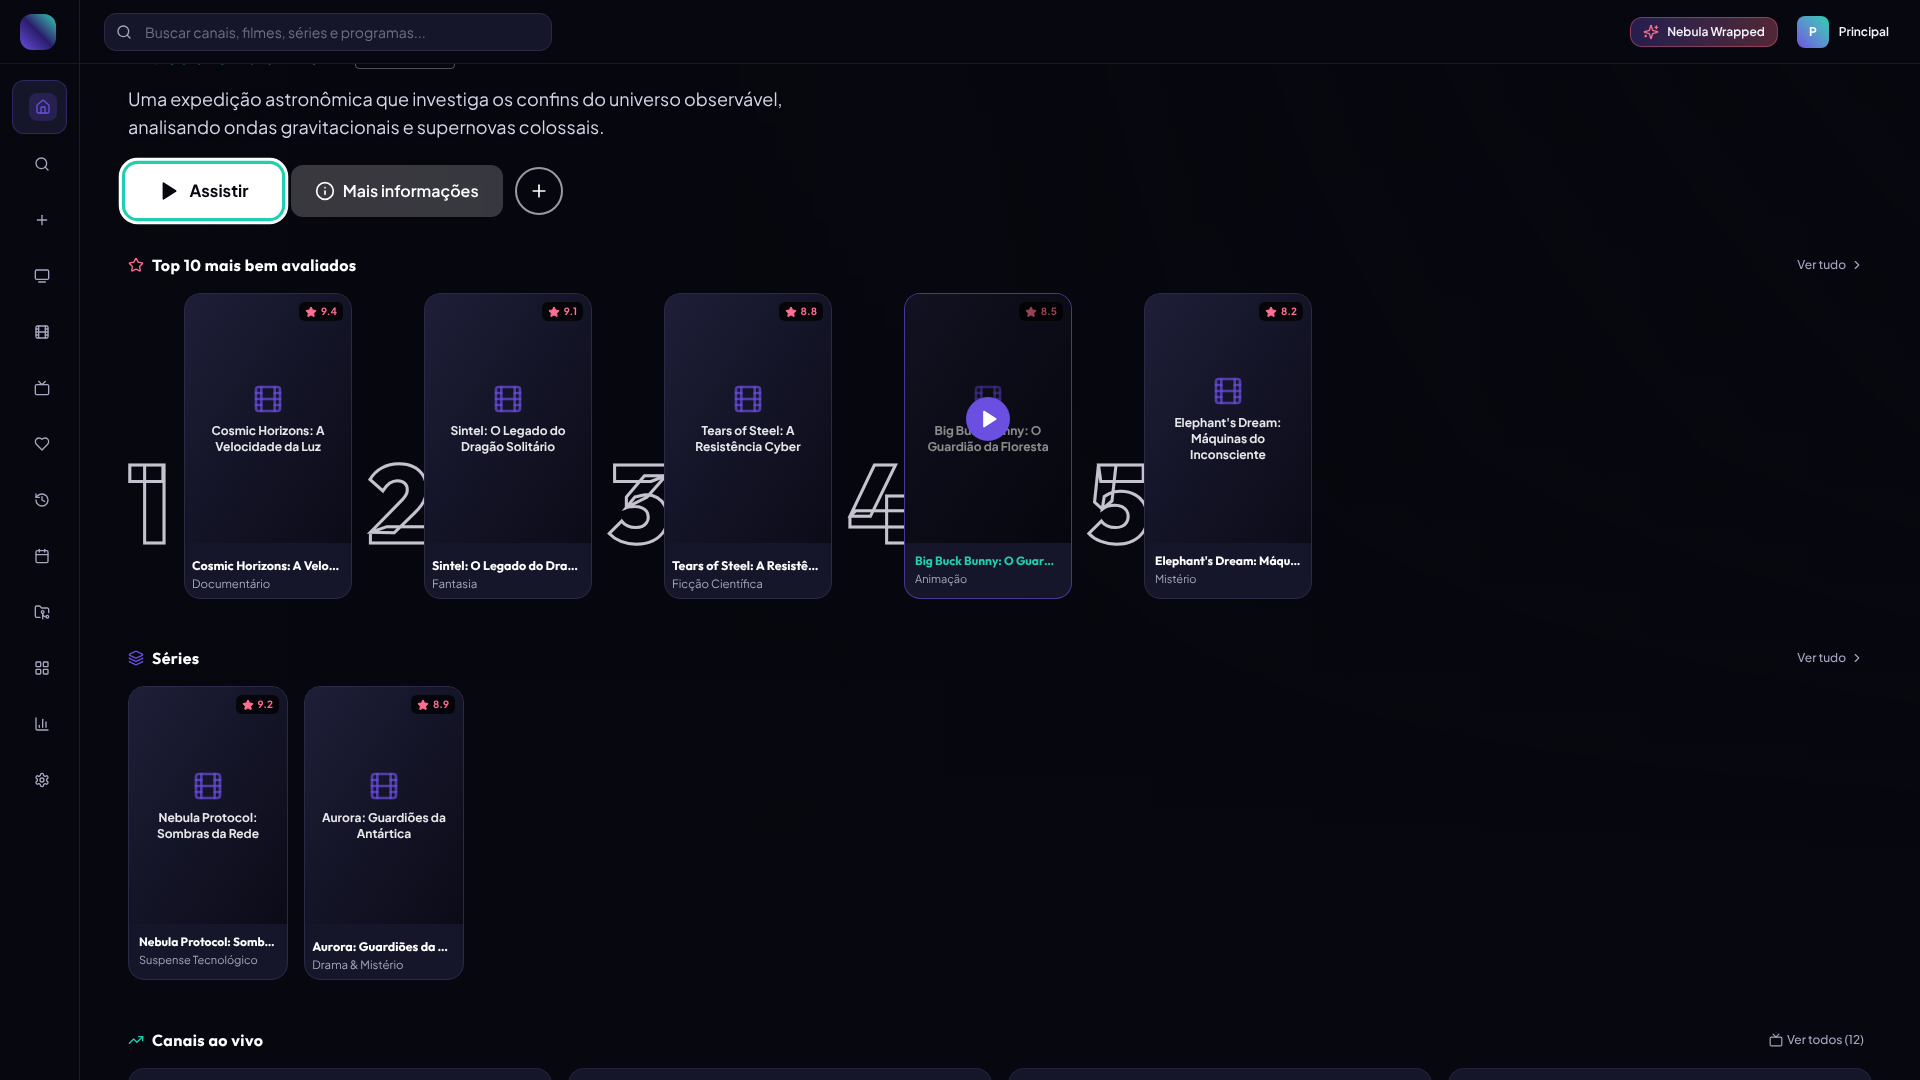 Buscar canais, filmes, séries e programas...
Nebula Wrapped
P
Principal
Uma expedição astronômica que investiga os confins do universo observável,
analisando ondas gravitacionais e supernovas colossais.
Assistir
Mais informações
Top 10 mais bem avaliados
Ver tudo
1
9.4
Cosmic Horizons: A
Velocidade da Luz
Cosmic Horizons: A Velo...
Documentário
2
9.1
Sintel: O Legado do
Dragão Solitário
Sintel: O Legado do Dra...
Fantasia
3
8.8
Tears of Steel: A
Resistência Cyber
Tears of Steel: A Resistê...
Ficção Científica
4
8.5
Big Bu nny: O
Guardião da Floresta
Big Buck Bunny: O Guar...
Animação
5
8.2
Elephant's Dream:
Máquinas do
Inconsciente
Elephant's Dream: Máqu...
Mistério
Séries
Ver tudo
9.2
Nebula Protocol:
Sombras da Rede
Nebula Protocol: Somb...
Suspense Tecnológico
8.9
Aurora: Guardiões da
Antártica
Aurora: Guardiões da ...
Drama & Mistério
Canais ao vivo
Ver todos (12)